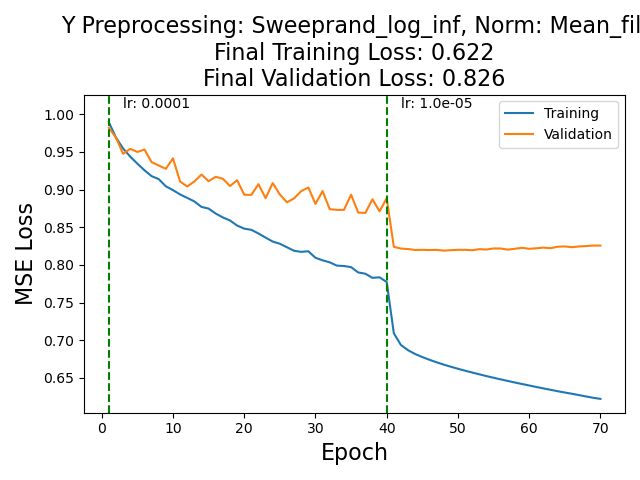 Y Preprocessing: Sweeprand_log_inf, Norm: Mean_fil
Final Training Loss: 0.622
Final Validation Loss: 0.826
lr: 0.0001
lr: 1.0e-05
Training
Validation
MSE Loss
1.00
0.95
0.90
0.85
0.80
0.75
0.70
0.65
0 10 20 30 40 50 60 70
Epoch